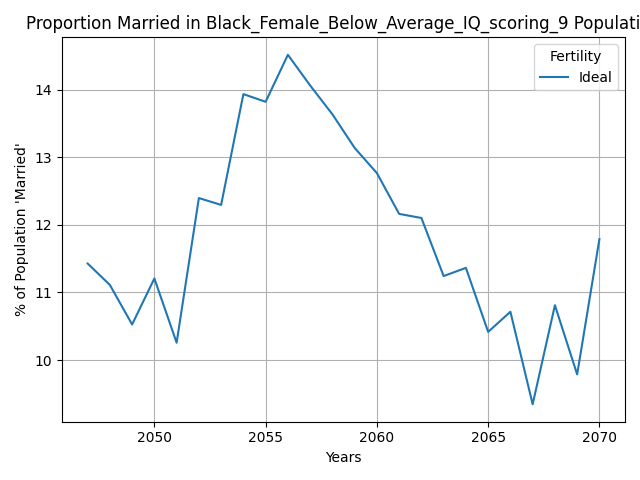 Proportion Married in Black_Female_Below_Average_IQ_scoring_9 Populati
Fertility
Ideal
% of Population 'Married'
14
13
12
11
10
2050 2055 2060 2065 2070
Years